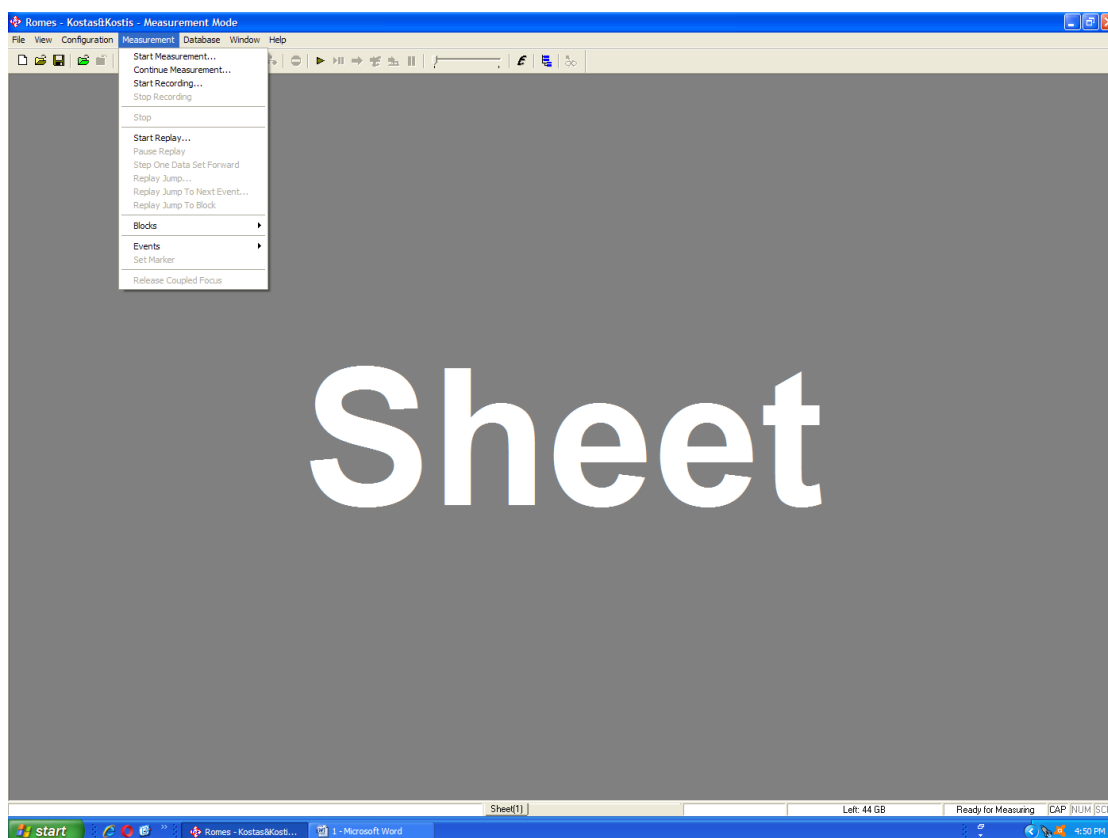 Romes - Kostas&Kostis - Measurement Mode
File View Configuration Measurement Database Window Help
Start Measurement...
Continue Measurement...
Start Recording...
Stop Recording
Stop
Start Replay...
Pause Replay
Step One Data Set Forward
Replay Jump...
Replay Jump To Next Event...
Replay Jump To Block
Blocks
Events
Set Marker
Release Coupled Focus
Sheet
Sheet(1) Left: 44 GB Ready for Measuring CAP NUM
start Romes - Kostas&Kosti... 1 - Microsoft Word 4:50 PM